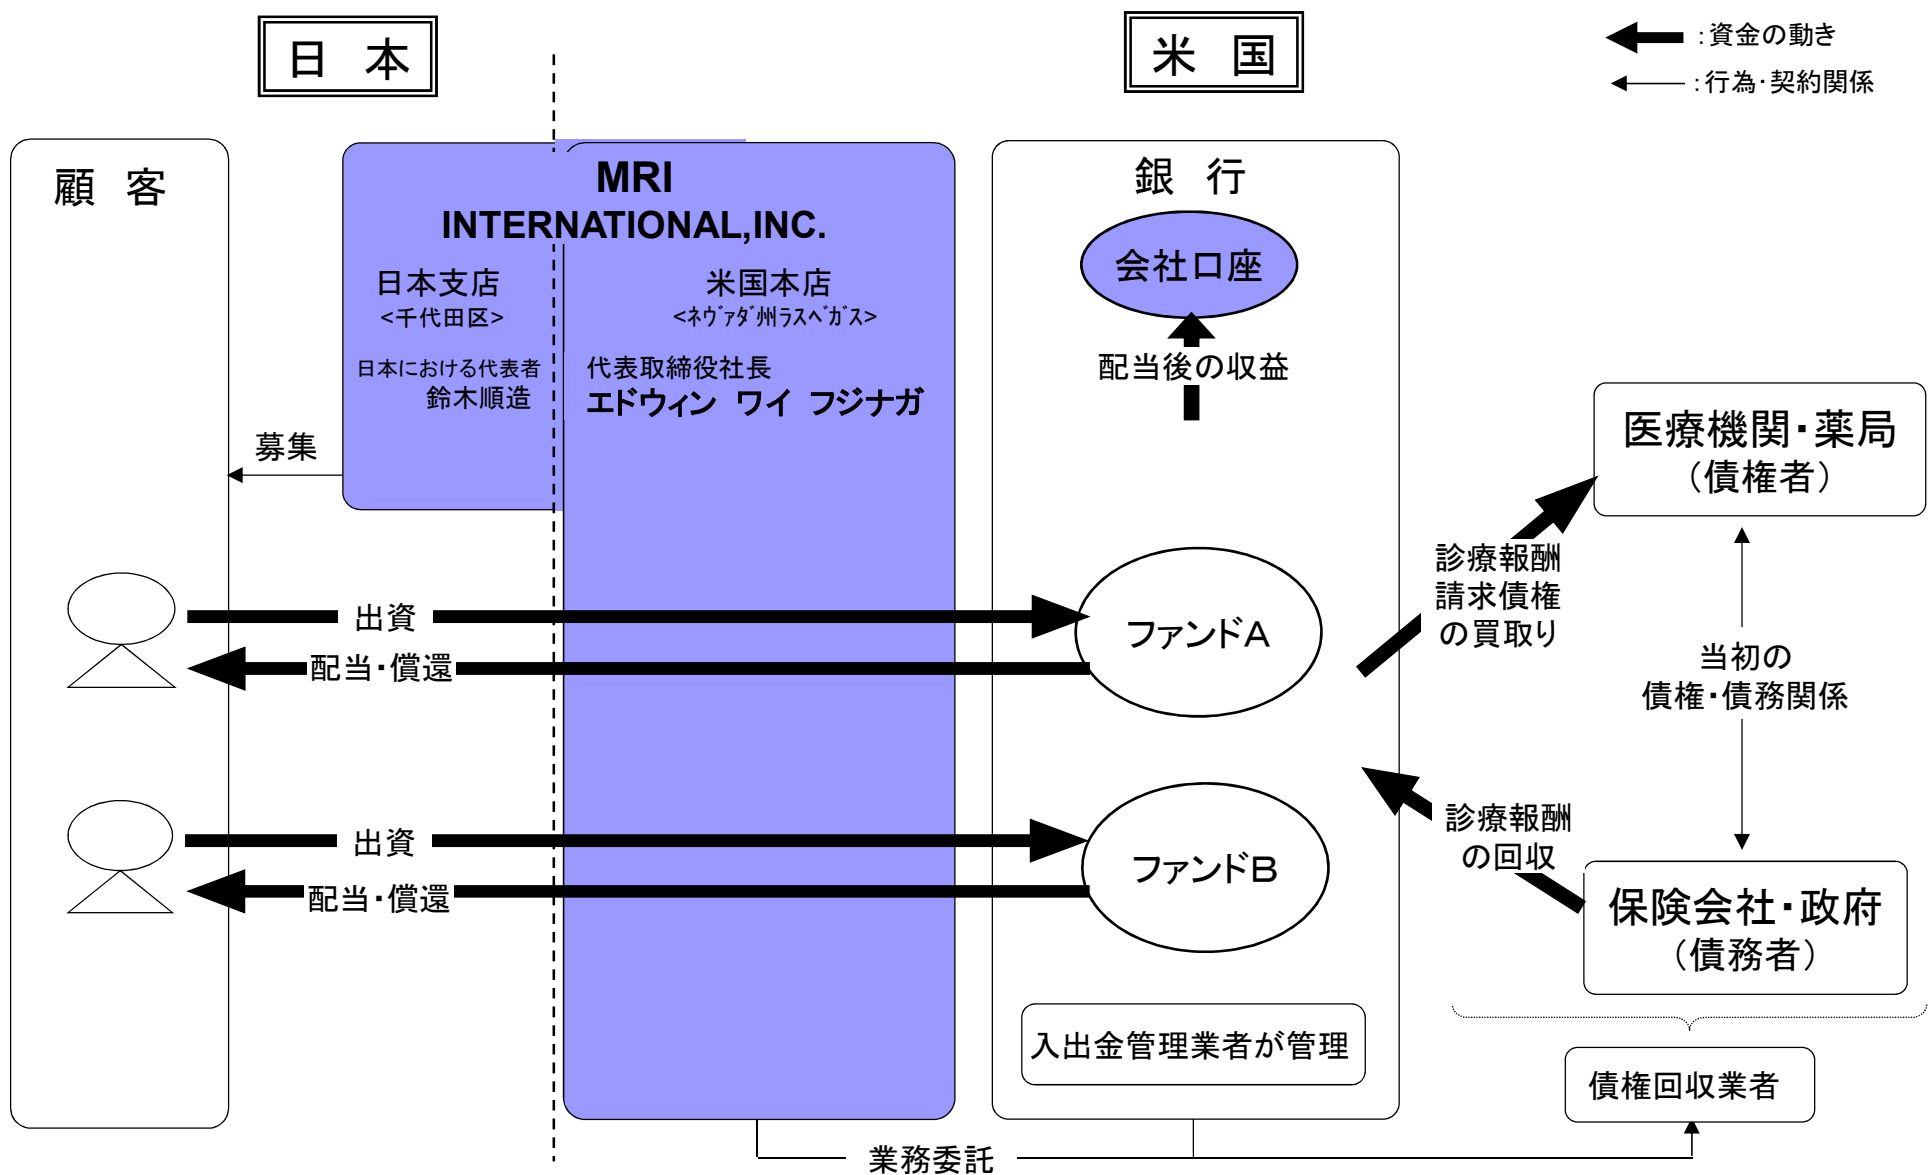 日 本
米 国
:資金の動き
:行為・契約関係
顧 客
MRI
INTERNATIONAL,INC.
日本支店
<千代田区>
日本における代表者
鈴木順造
米国本店
<ネヴァダ州ラスベガス>
代表取締役社長
エドウィン ワイ フジナガ
銀 行
会社口座
配当後の収益
募集
医療機関・薬局
（債権者）
出資
配当・償還
ファンドA
診療報酬
請求債権
の買取り
当初の
債権・債務関係
出資
配当・償還
ファンドB
診療報酬
の回収
保険会社・政府
（債務者）
入出金管理業者が管理
債権回収業者
業務委託